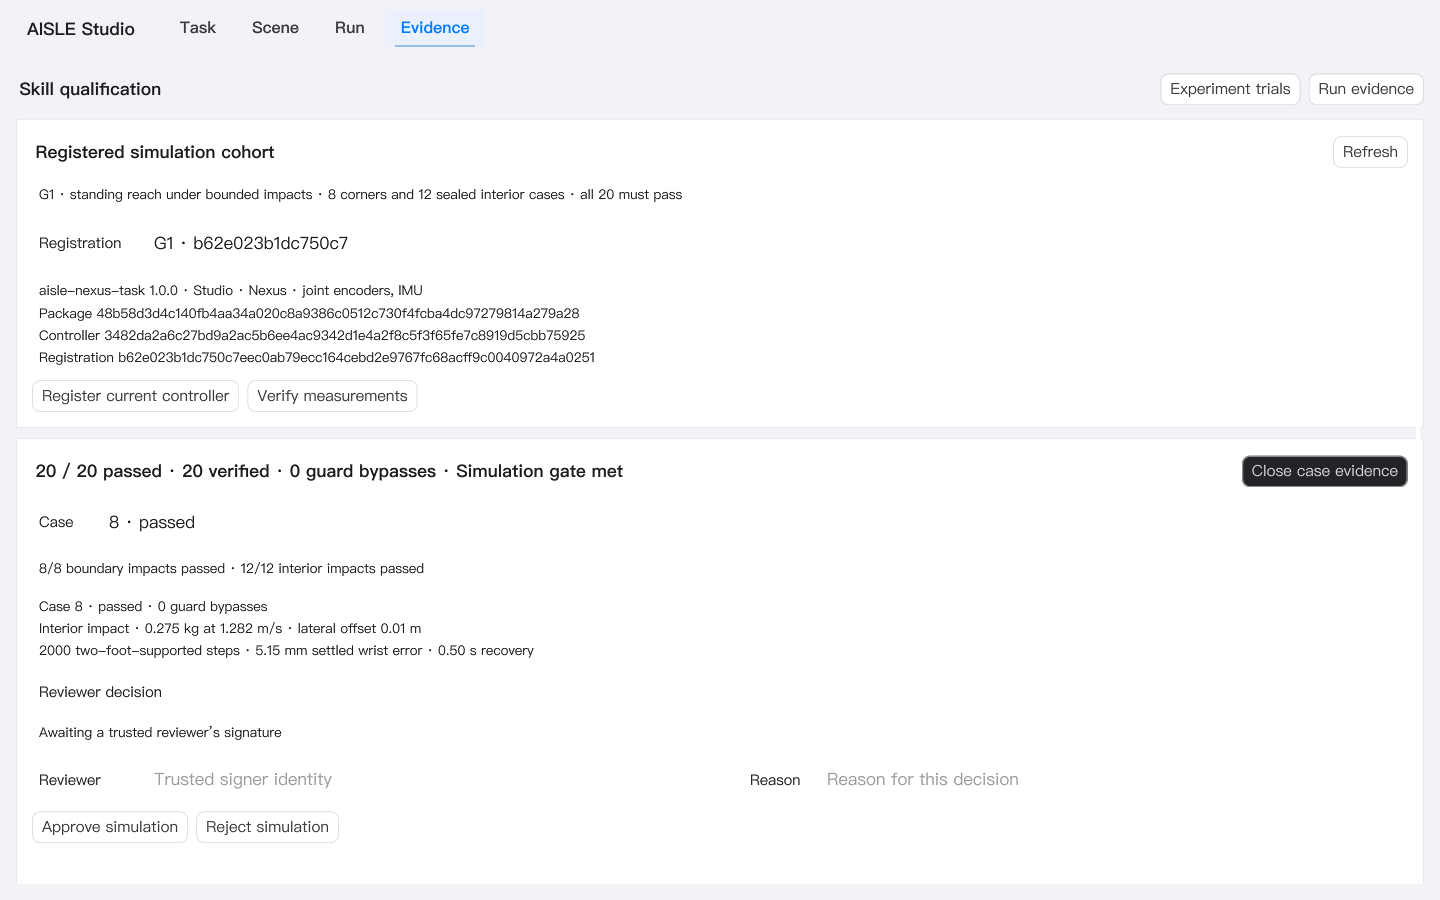 AISLE Studio
Task
Scene
Run
Evidence
Skill qualification
Experiment trials
Run evidence
Registered simulation cohort
Refresh
G1 · standing reach under bounded impacts · 8 corners and 12 sealed interior cases · all 20 must pass
Registration G1 · b62e023b1dc750c7
aisle-nexus-task 1.0.0 · Studio · Nexus · joint encoders, IMU
Package 48b58d3d4c140fb4aa34a020c8a9386c0512c730f4fcba4dc97279814a279a28
Controller 3482da2a6c27bd9a2ac5b6ee4ac9342d1e4a2f8c5f3f65fe7c8919d5cbb75925
Registration b62e023b1dc750c7eec0ab79ecc164cebd2e9767fc68acff9c0040972a4a0251
Register current controller
Verify measurements
20 / 20 passed · 20 verified · 0 guard bypasses · Simulation gate met
Close case evidence
Case 8 · passed
8/8 boundary impacts passed · 12/12 interior impacts passed
Case 8 · passed · 0 guard bypasses
Interior impact · 0.275 kg at 1.282 m/s · lateral offset 0.01 m
2000 two-foot-supported steps · 5.15 mm settled wrist error · 0.50 s recovery
Reviewer decision
Awaiting a trusted reviewer's signature
Reviewer Trusted signer identity
Reason Reason for this decision
Approve simulation
Reject simulation